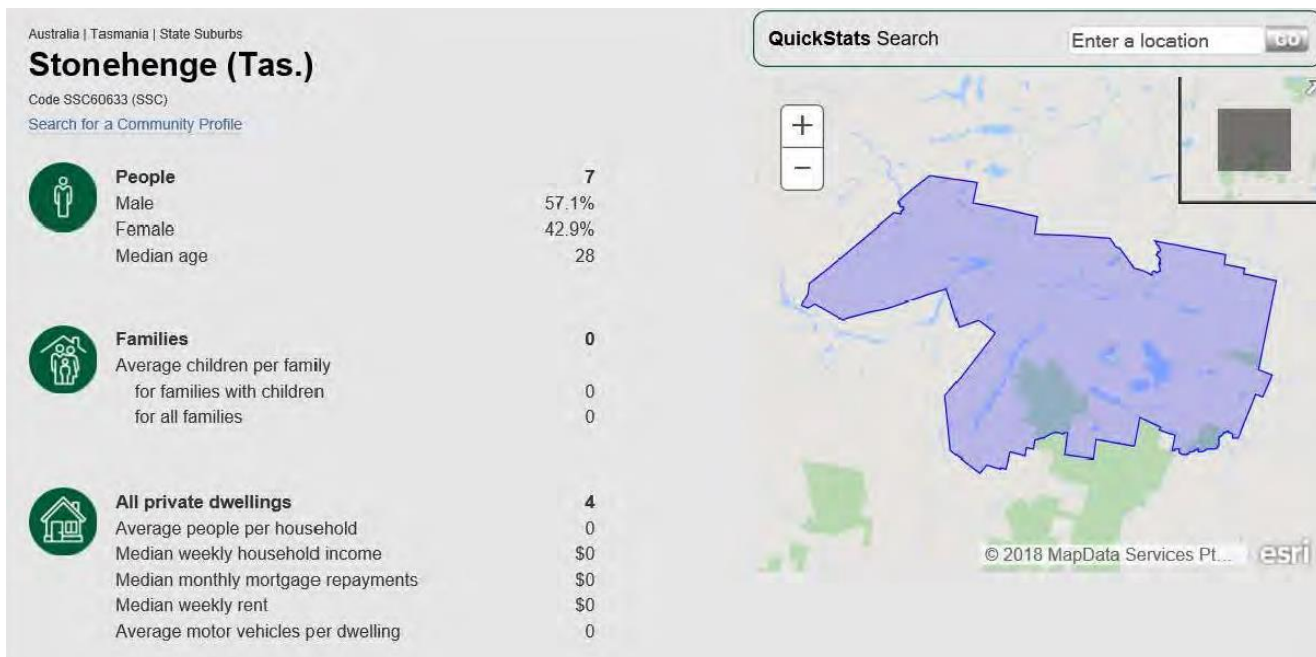 Australia | Tasmania | State Suburbs
Stonehenge (Tas.)
Code SSC60633 (SSC)
Search for a Community Profile
People 7
Male 57.1%
Female 42.9%
Median age 28
Families 0
Average children per family
for families with children 0
for all families 0
All private dwellings 4
Average people per household 0
Median weekly household income $0
Median monthly mortgage repayments $0
Median weekly rent $0
Average motor vehicles per dwelling 0
QuickStats Search Enter a location GO
+
−
© 2018 MapData Services Pt... esri